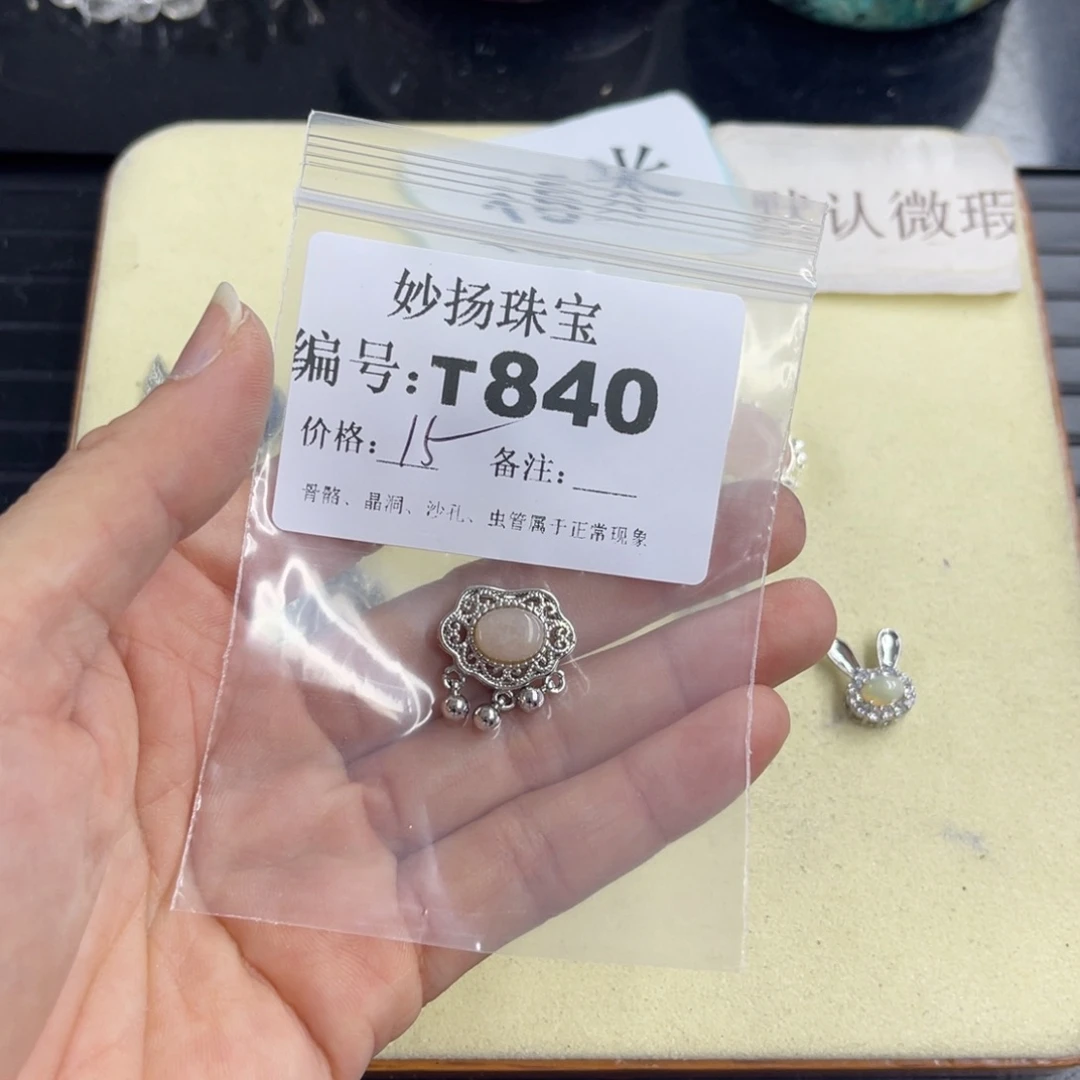 认微瑕
妙扬珠宝
编号:T840
价格:15 备注:
骨骼、晶洞、沙孔、虫管属于正常现象